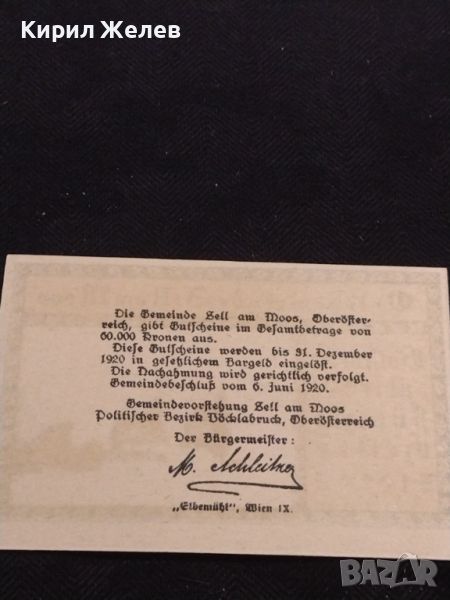 Кирил Желев
Die Gemeinde Zell am Moos, Oberöster-
reich, gibt Gutscheine im Gesamtbetrage von
60.000 Kronen aus.
Diese Gutscheine werden bis 31. Dezember
1920 in gesetzlichem Bargeld eingelöst.
Die Nachahmung wird gerichtlich verfolgt.
Gemeindebeschluß vom 6. Juni 1920.
Gemeindevorstehung Zell am Moos
Politischer Bezirk Vöcklabruck, Oberösterreich
Der Bürgermeister:
„Elbemühl", Wien IX.
BAZAR